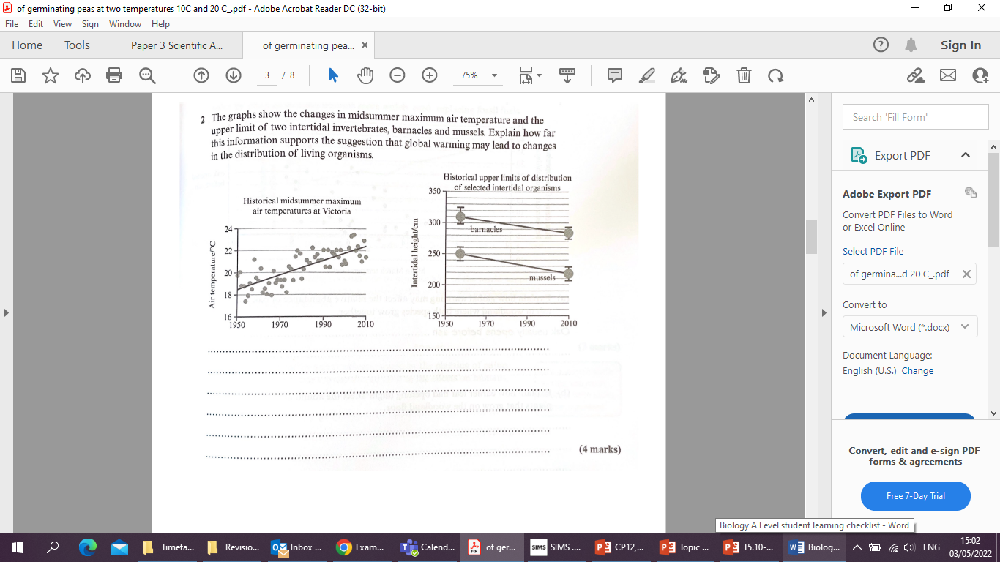 of germinating peas at two temperatures 10C and 20 C_.pdf - Adobe Acrobat Reader DC (32-bit)
File Edit View Sign Window Help
Home Tools Paper 3 Scientific A... of germinating pea... ×
3 / 8 75% Sign In
2 The graphs show the changes in midsummer maximum air temperature and the
upper limit of two intertidal invertebrates, barnacles and mussels. Explain how far
this information supports the suggestion that global warming may lead to changes
in the distribution of living organisms.
Historical midsummer maximum
air temperatures at Victoria
Air temperature/°C
24
22
20
18
16
1950 1970 1990 2010
Historical upper limits of distribution
of selected intertidal organisms
Intertidal height/cm
350
300
250
200
150
barnacles
mussels
1950 1970 1990 2010
(4 marks)
Search 'Fill Form'
Export PDF
Adobe Export PDF
Convert PDF Files to Word
or Excel Online
Select PDF File
of germina...d 20 C_.pdf
Convert to
Microsoft Word (*.docx)
Document Language:
English (U.S.) Change
Convert, edit and e-sign PDF
forms & agreements
Free 7-Day Trial
Biology A Level student learning checklist - Word
Timeta... Revisio... Inbox ... Exam... Calend... of ger... SIMS .... CP12,... Topic ... T5.10-... Biolog... ENG
15:02
03/05/2022